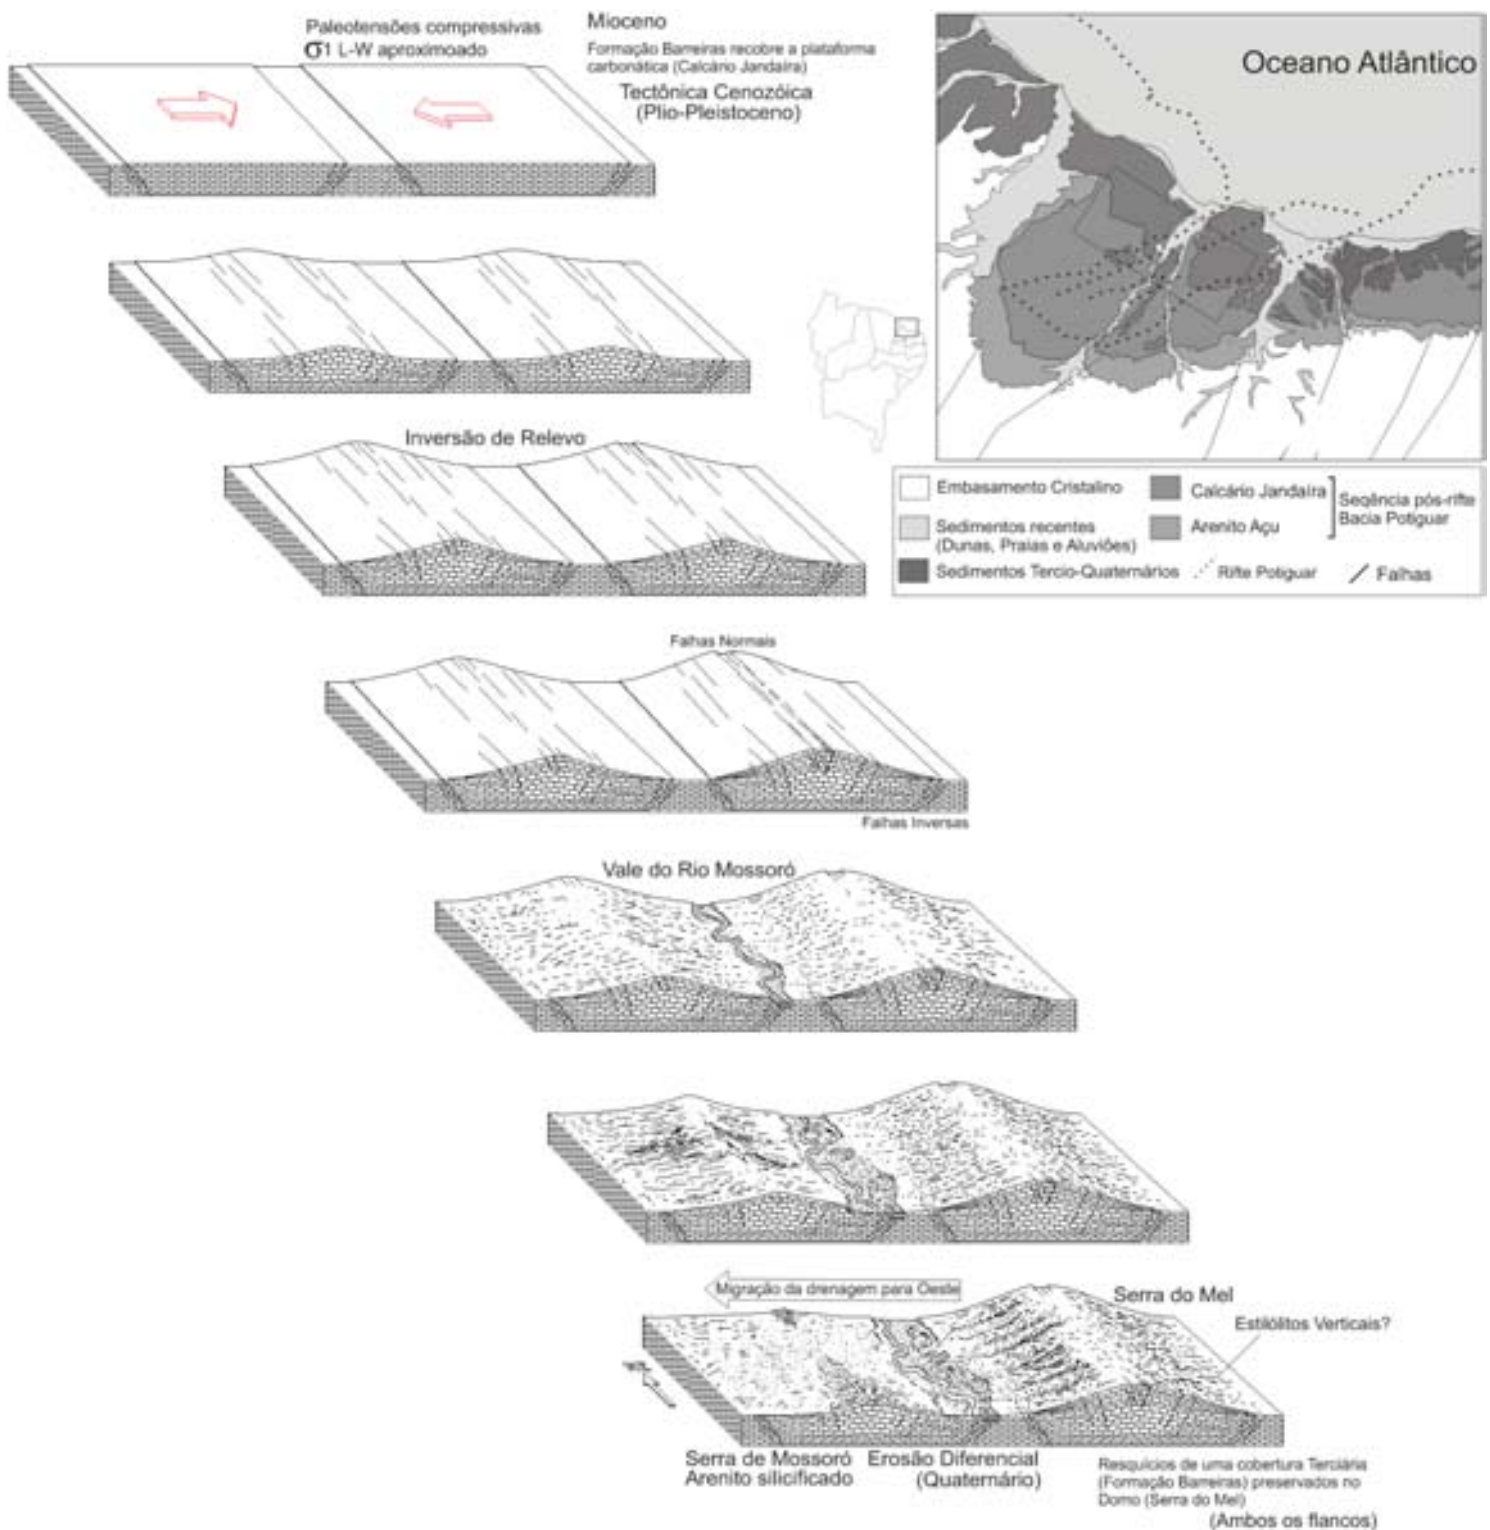 Paleotensões compressivas
σ1 L-W aproximoado
Mioceno
Formação Barreiras recobre a plataforma
carbonática (Calcário Jandaíra)
Tectônica Cenozóica
(Plio-Pleistoceno)
Oceano Atlântico
Embasamento Cristalino
Sedimentos recentes
(Dunas, Praias e Aluviões)
Sedimentos Tercio-Quaternários
Calcário Jandaíra
Arenito Açu
Seqência pós-rifte
Bacia Potiguar
Rifte Potiguar
Falhas
Inversão de Relevo
Falhas Normais
Falhas Inversas
Vale do Rio Mossoró
Migração da drenagem para Oeste
Serra do Mel
Estilólitos Verticais?
Serra de Mossoró
Arenito silicificado
Erosão Diferencial
(Quaternário)
Resquícios de uma cobertura Terciária
(Formação Barreiras) preservados no
Domo (Serra do Mel)
(Ambos os flancos)